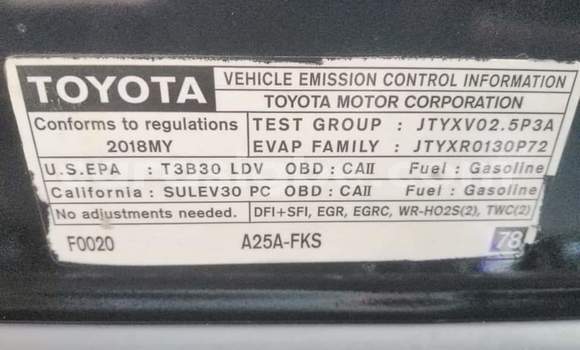 TOYOTA
VEHICLE EMISSION CONTROL INFORMATION
TOYOTA MOTOR CORPORATION
Conforms to regulations
2018MY
TEST GROUP : JTYXV02.5P3A
EVAP FAMILY : JTYXR0130P72
U.S.EPA : T3B30 LDV OBD : CAII Fuel : Gasoline
California : SULEV30 PC OBD : CAII Fuel : Gasoline
No adjustments needed. DFI+SFI, EGR, EGRC, WR-HO2S(2), TWC(2)
F0020 A25A-FKS 78